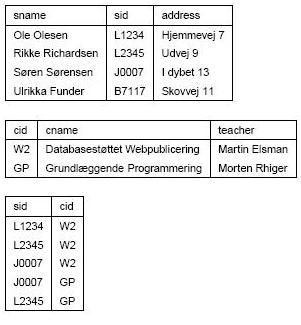 sname sid address
Ole Olesen L1234 Hjemmevej 7
Rikke Richardsen L2345 Udvej 9
Søren Sørensen J0007 I dybet 13
Ulrikka Funder B7117 Skovvej 11
cid cname teacher
W2 Databasestøttet Webpublicering Martin Elsman
GP Grundlæggende Programmering Morten Rhiger
sid cid
L1234 W2
L2345 W2
J0007 W2
J0007 GP
L2345 GP